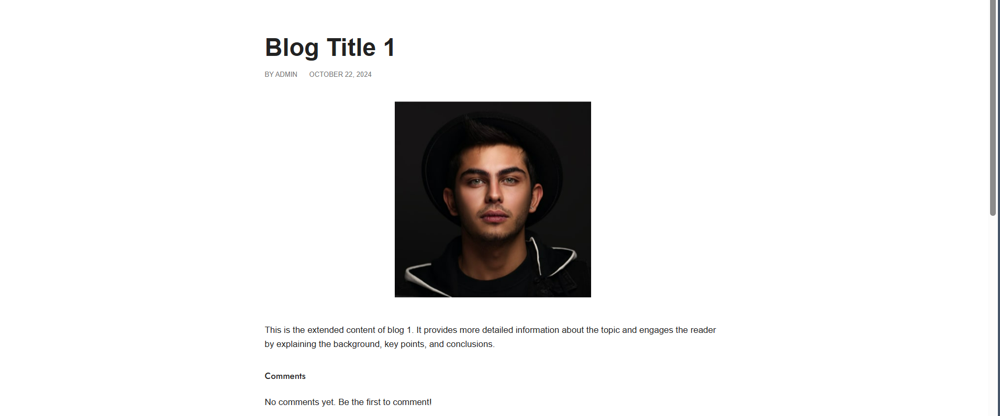 Blog Title 1
BY ADMIN OCTOBER 22, 2024
This is the extended content of blog 1. It provides more detailed information about the topic and engages the reader
by explaining the background, key points, and conclusions.
Comments
No comments yet. Be the first to comment!